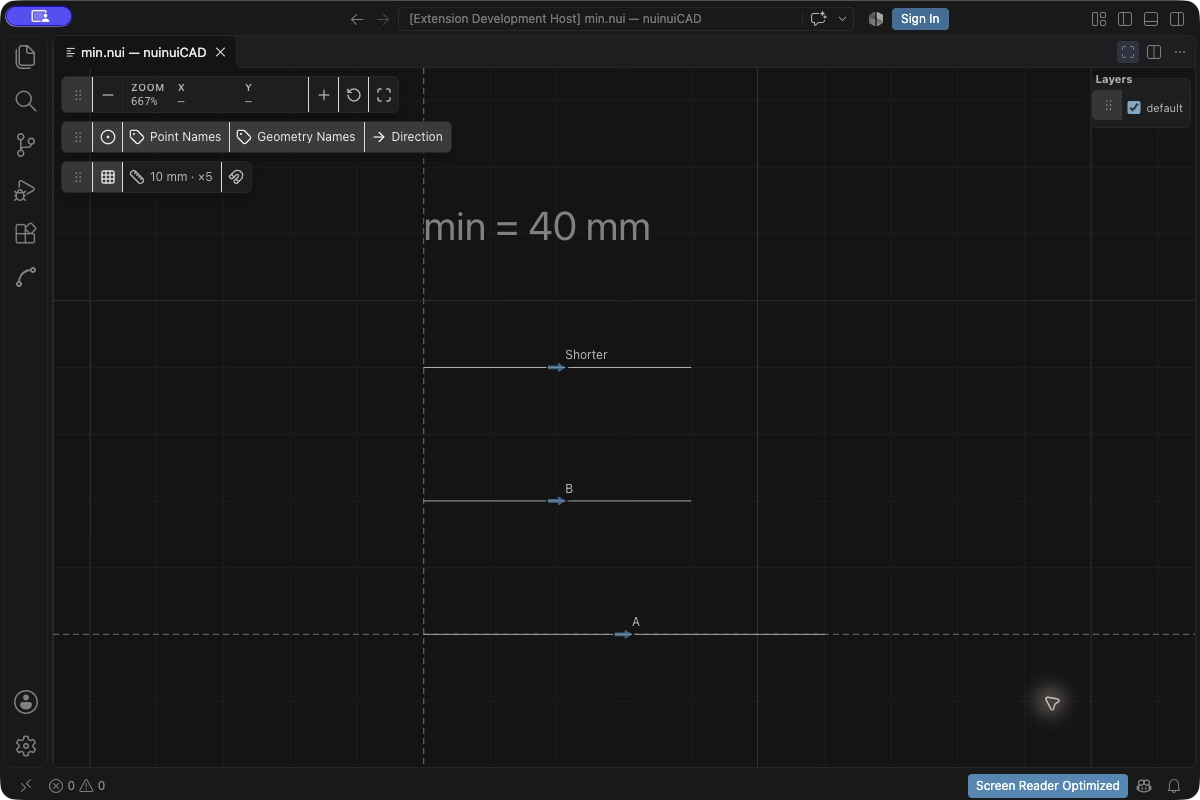 [Extension Development Host] min.nui — nuinuiCAD
Sign In
min.nui — nuinuiCAD
ZOOM X Y
667% – –
Point Names Geometry Names Direction
10 mm · ×5
Layers
default
min = 40 mm
Shorter
B
A
0 0
Screen Reader Optimized